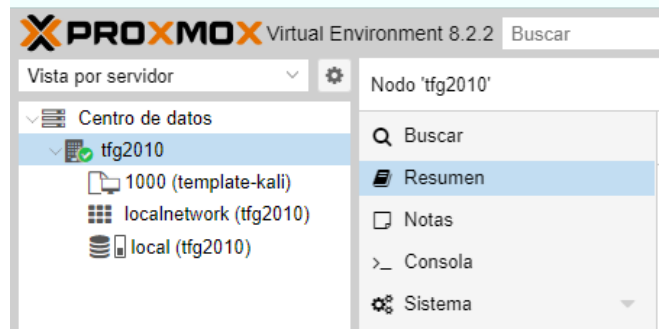 PROXMOX Virtual Environment 8.2.2 Buscar
Vista por servidor
Centro de datos
tfg2010
1000 (template-kali)
localnetwork (tfg2010)
local (tfg2010)
Nodo 'tfg2010'
Buscar
Resumen
Notas
Consola
Sistema